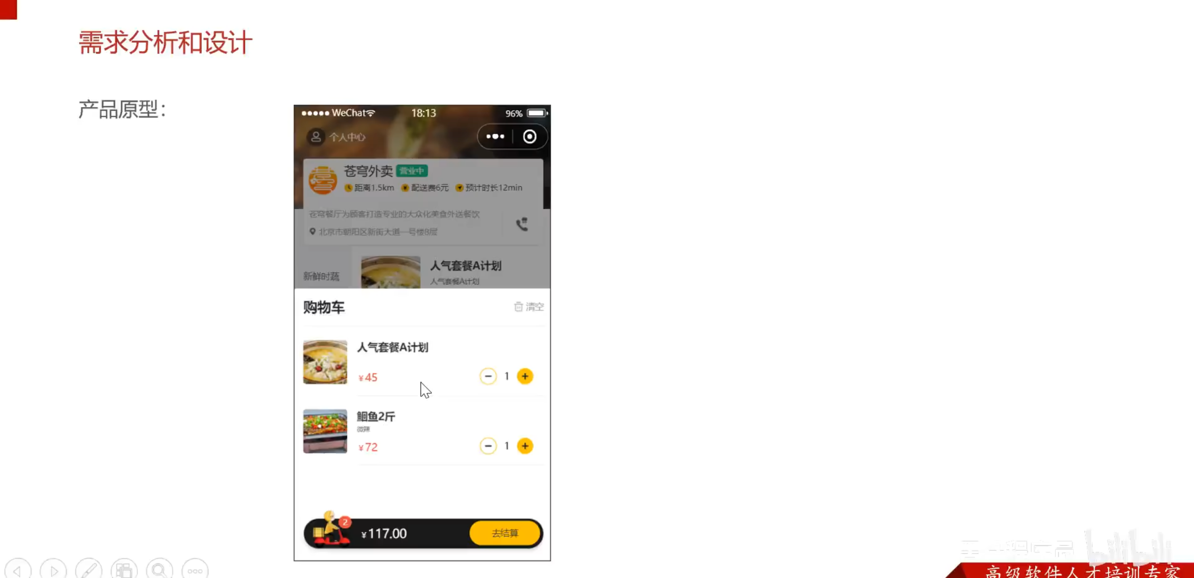 需求分析和设计
产品原型：
WeChat 18:13 96%
个人中心
苍穹外卖 营业中
距离1.5km 配送费6元 预计时长12min
苍穹餐厅为顾客打造专业的大众化美食外送餐饮
北京市朝阳区新街大道一号楼8层
新鲜时蔬
人气套餐A计划
人气套餐A计划
购物车 清空
人气套餐A计划
¥45 1
鮰鱼2斤
¥72 1
2
¥117.00 去结算
bilibili
高级软件人才培训专家